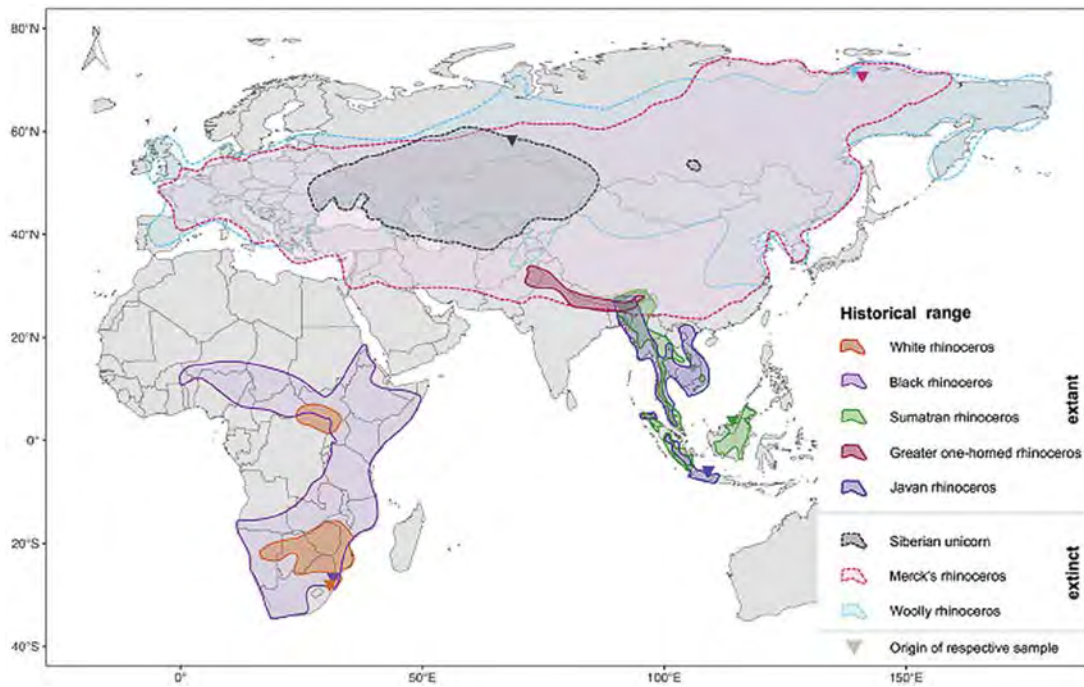 80°N
N
60°N
40°N
20°N
0°
20°S
40°S
0°
50°E
100°E
150°E
Historical range
White rhinoceros
Black rhinoceros
Sumatran rhinoceros
Greater one-horned rhinoceros
Javan rhinoceros
extant
Siberian unicorn
Merck's rhinoceros
Woolly rhinoceros
extinct
Origin of respective sample